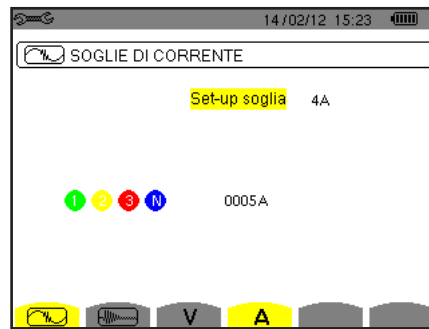 14/02/12 15:23
SOGLIE DI CORRENTE
Set-up soglia 4A
1 2 3 N 0005A
V A